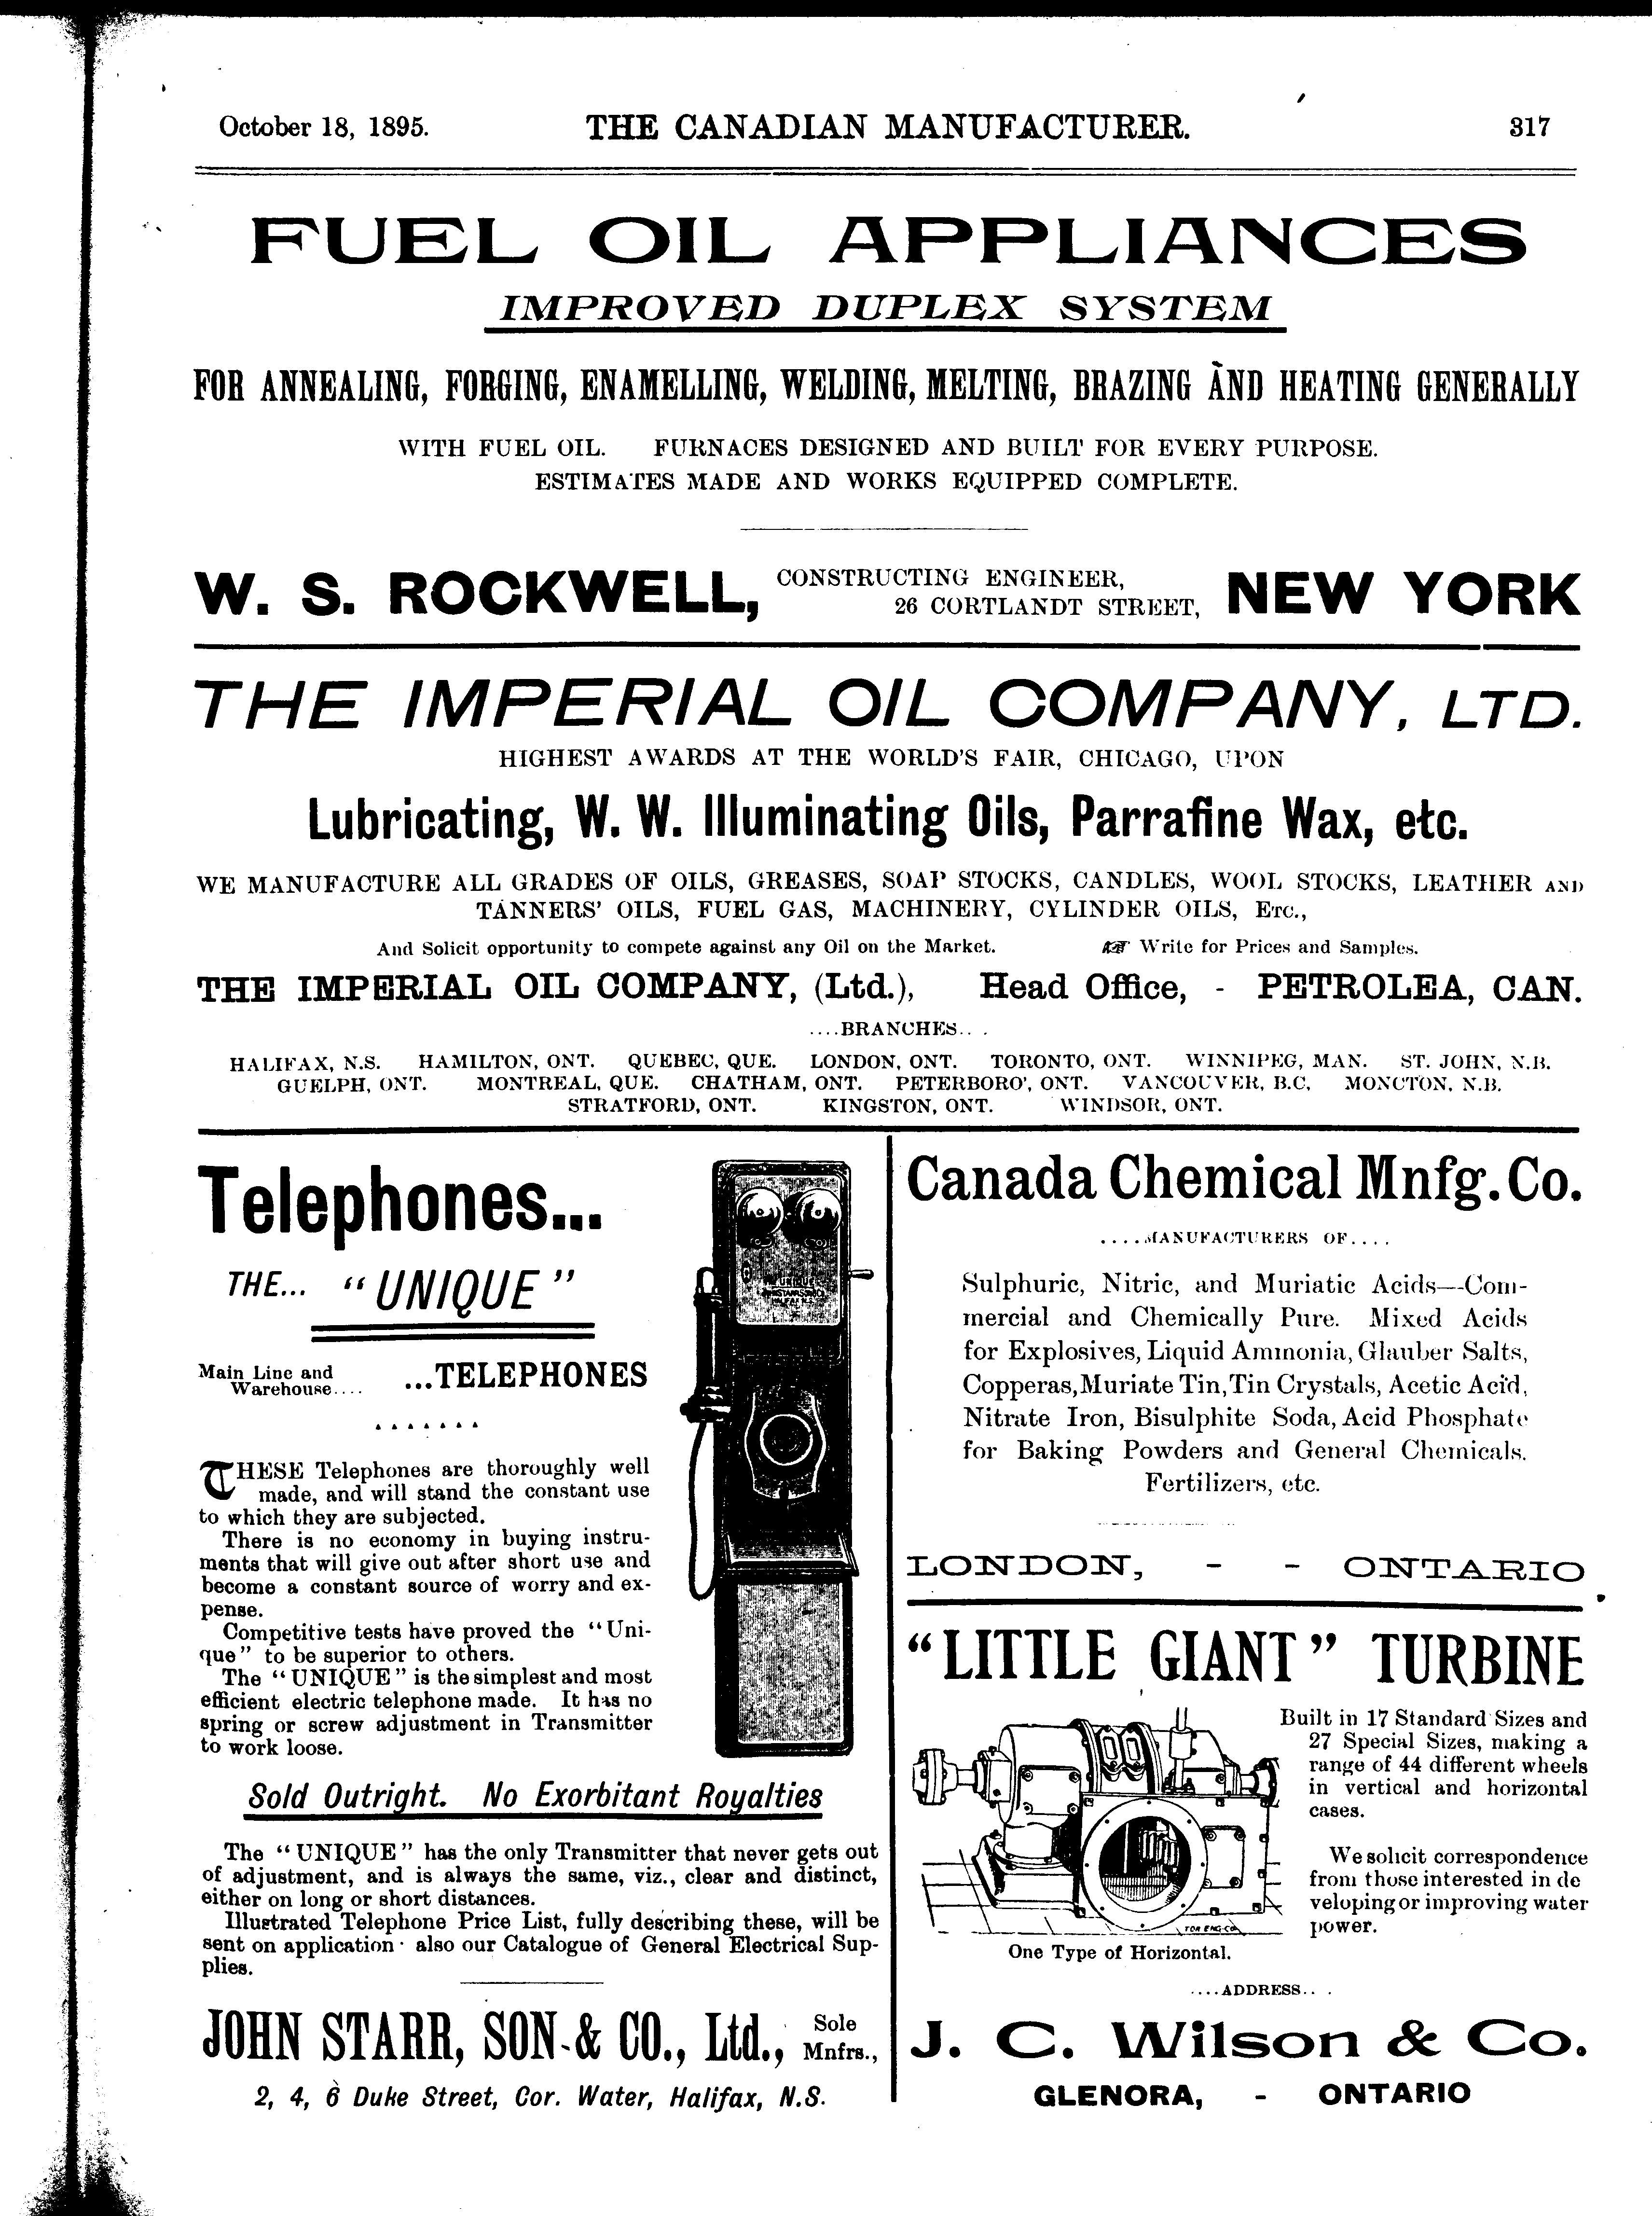 October 18, 1895.
THE CANADIAN MANUFACTURER.
317
FUEL OIL APPLIANCES
IMPROVED DUPLEX SYSTEM
FOR ANNEALING, FORGING, ENAMELLING, WELDING, MELTING, BRAZING AND HEATING GENERALLY
WITH FUEL OIL. FURNACES DESIGNED AND BUILT FOR EVERY PURPOSE.
ESTIMATES MADE AND WORKS EQUIPPED COMPLETE.
W. S. ROCKWELL,
CONSTRUCTING ENGINEER,
26 CORTLANDT STREET,
NEW YORK
THE IMPERIAL OIL COMPANY, LTD.
HIGHEST AWARDS AT THE WORLD'S FAIR, CHICAGO, UPON
Lubricating, W. W. Illuminating Oils, Parrafine Wax, etc.
WE MANUFACTURE ALL GRADES OF OILS, GREASES, SOAP STOCKS, CANDLES, WOOL STOCKS, LEATHER AND
TANNERS' OILS, FUEL GAS, MACHINERY, CYLINDER OILS, ETC.,
And Solicit opportunity to compete against any Oil on the Market. ☞ Write for Prices and Samples.
THE IMPERIAL OIL COMPANY, (Ltd.), Head Office, - PETROLEA, CAN.
....BRANCHES...
HALIFAX, N.S. HAMILTON, ONT. QUEBEC, QUE. LONDON, ONT. TORONTO, ONT. WINNIPEG, MAN. ST. JOHN, N.B.
GUELPH, ONT. MONTREAL, QUE. CHATHAM, ONT. PETERBORO', ONT. VANCOUVER, B.C, MONCTON, N.B.
STRATFORD, ONT. KINGSTON, ONT. WINDSOR, ONT.
Telephones...
THE... "UNIQUE"
Main Line and
Warehouse....
...TELEPHONES
THESE Telephones are thoroughly well
made, and will stand the constant use
to which they are subjected.
There is no economy in buying instru-
ments that will give out after short use and
become a constant source of worry and ex-
pense.
Competitive tests have proved the "Uni-
que" to be superior to others.
The "UNIQUE" is the simplest and most
efficient electric telephone made. It has no
spring or screw adjustment in Transmitter
to work loose.
UNIQUE
HALIFAX N.S.
Sold Outright. No Exorbitant Royalties
The "UNIQUE" has the only Transmitter that never gets out
of adjustment, and is always the same, viz., clear and distinct,
either on long or short distances.
Illustrated Telephone Price List, fully describing these, will be
sent on application · also our Catalogue of General Electrical Sup-
plies.
JOHN STARR, SON & CO., Ltd.,
Sole
Mnfrs.,
2, 4, 6 Duke Street, Cor. Water, Halifax, N.S.
Canada Chemical Mnfg. Co.
....MANUFACTURERS OF....
Sulphuric, Nitric, and Muriatic Acids—Com-
mercial and Chemically Pure. Mixed Acids
for Explosives, Liquid Ammonia, Glauber Salts,
Copperas, Muriate Tin, Tin Crystals, Acetic Acid,
Nitrate Iron, Bisulphite Soda, Acid Phosphate
for Baking Powders and General Chemicals.
Fertilizers, etc.
LONDON, - - ONTARIO
"LITTLE GIANT" TURBINE
Built in 17 Standard Sizes and
27 Special Sizes, making a
range of 44 different wheels
in vertical and horizontal
cases.
We solicit correspondence
from those interested in de
veloping or improving water
power.
TOR ENG CO
One Type of Horizontal.
....ADDRESS...
J. C. Wilson & Co.
GLENORA, - ONTARIO